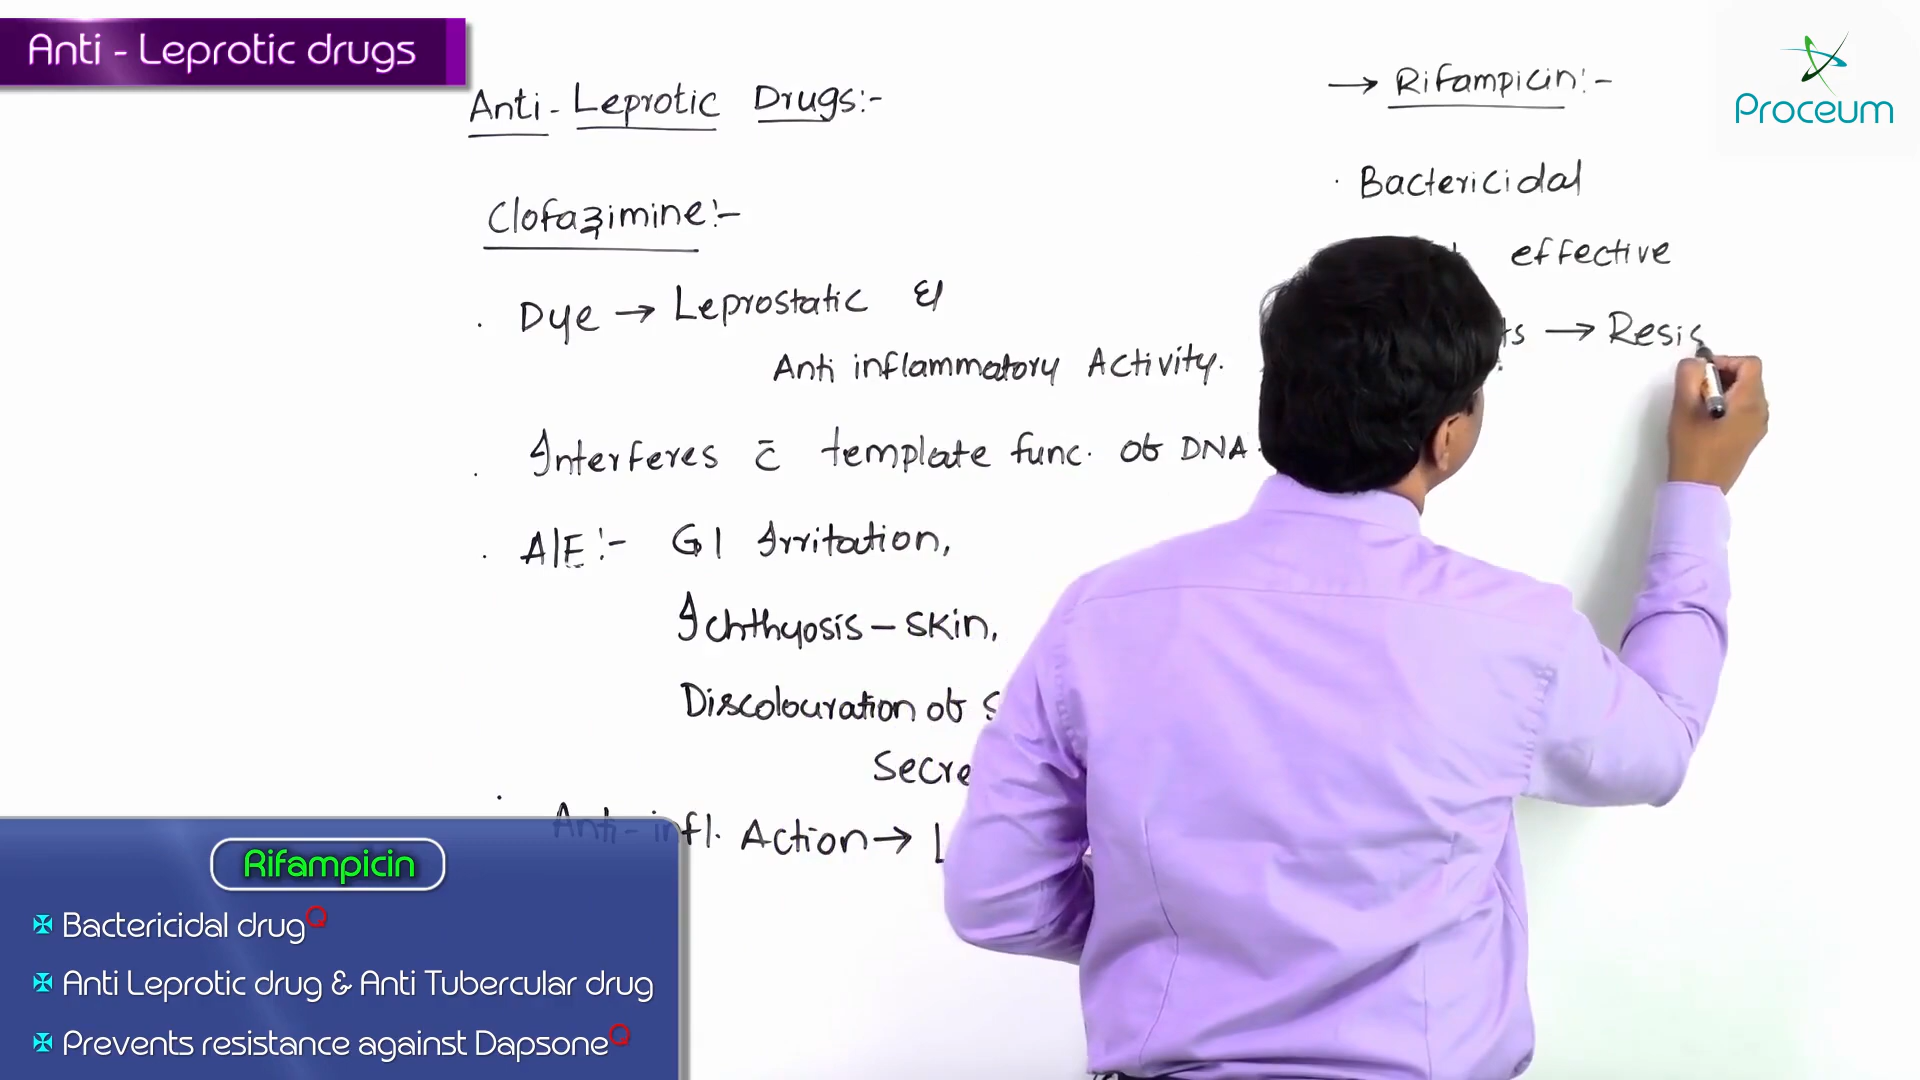 Anti - Leprotic drugs
Proceum
Anti - Leprotic Drugs:-
Clofazimine:-
. Dye → Leprostatic &
Anti inflammatory Activity.
. Interferes c̄ template func. of DNA.
. A/E:- GI Irritation,
Ichthyosis - skin,
Discolouration of
. Anti-infl. Action →
→ Rifampicin:-
. Bactericidal
effective
→ Resis
Rifampicin
Bactericidal drug Q
Anti Leprotic drug & Anti Tubercular drug
Prevents resistance against Dapsone Q